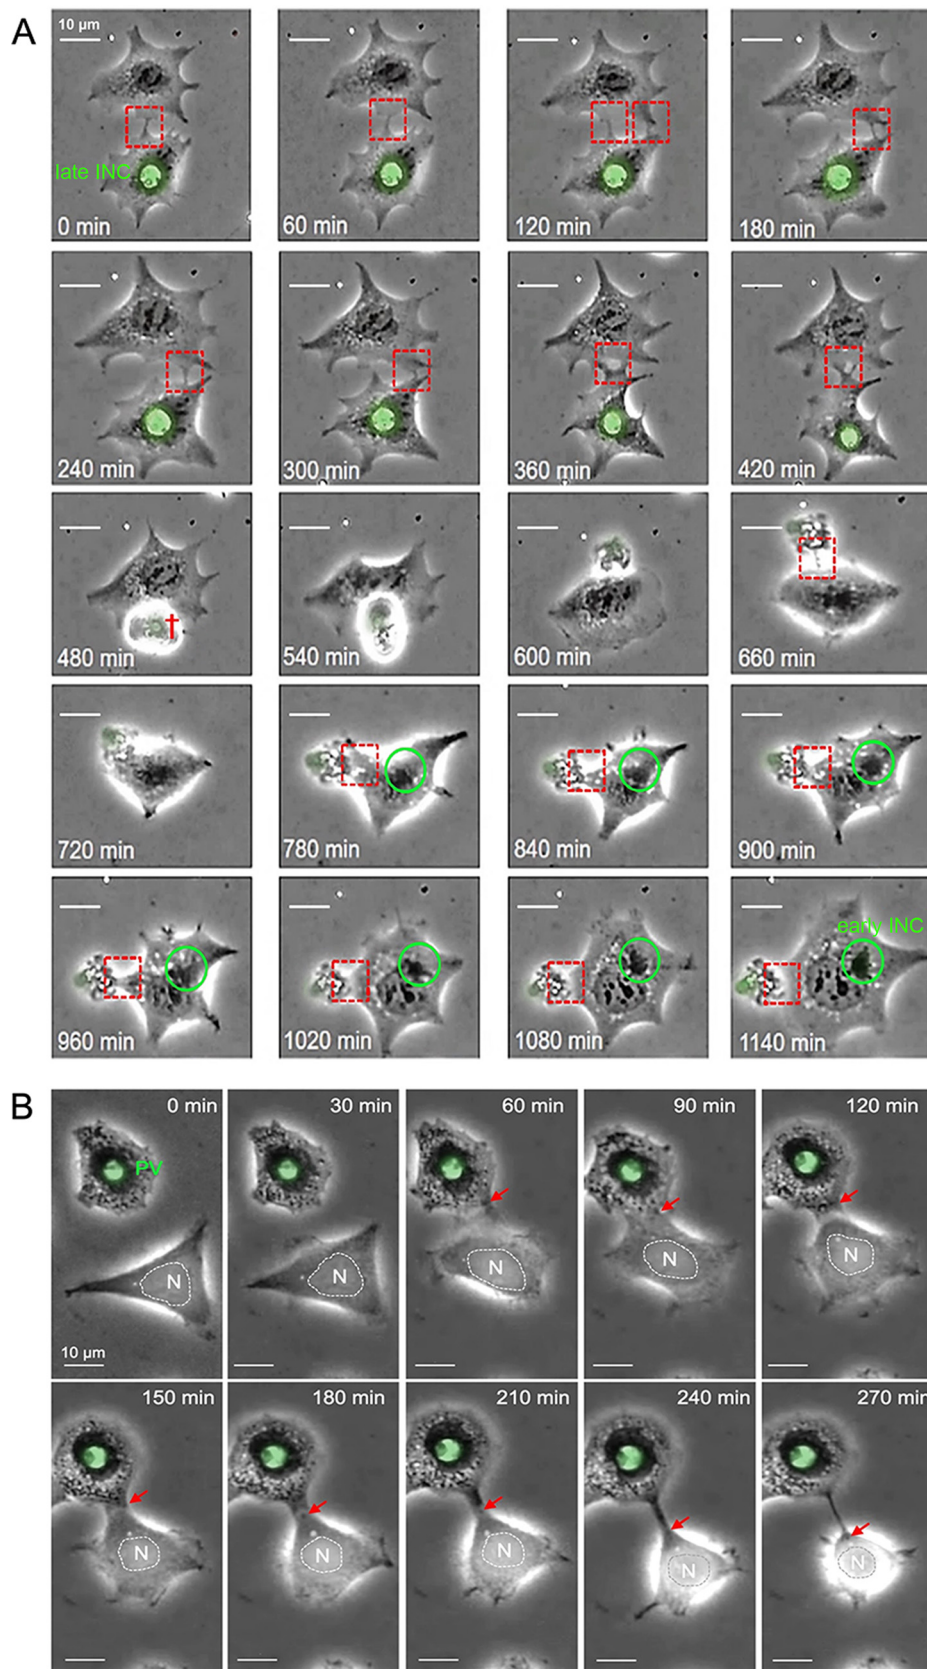 A
10 µm
late INC
0 min
60 min
120 min
180 min
240 min
300 min
360 min
420 min
†
480 min
540 min
600 min
660 min
720 min
780 min
840 min
900 min
early INC
960 min
1020 min
1080 min
1140 min
B
0 min
30 min
60 min
90 min
120 min
PV
N
N
N
N
N
10 µm
150 min
180 min
210 min
240 min
270 min
N
N
N
N
N